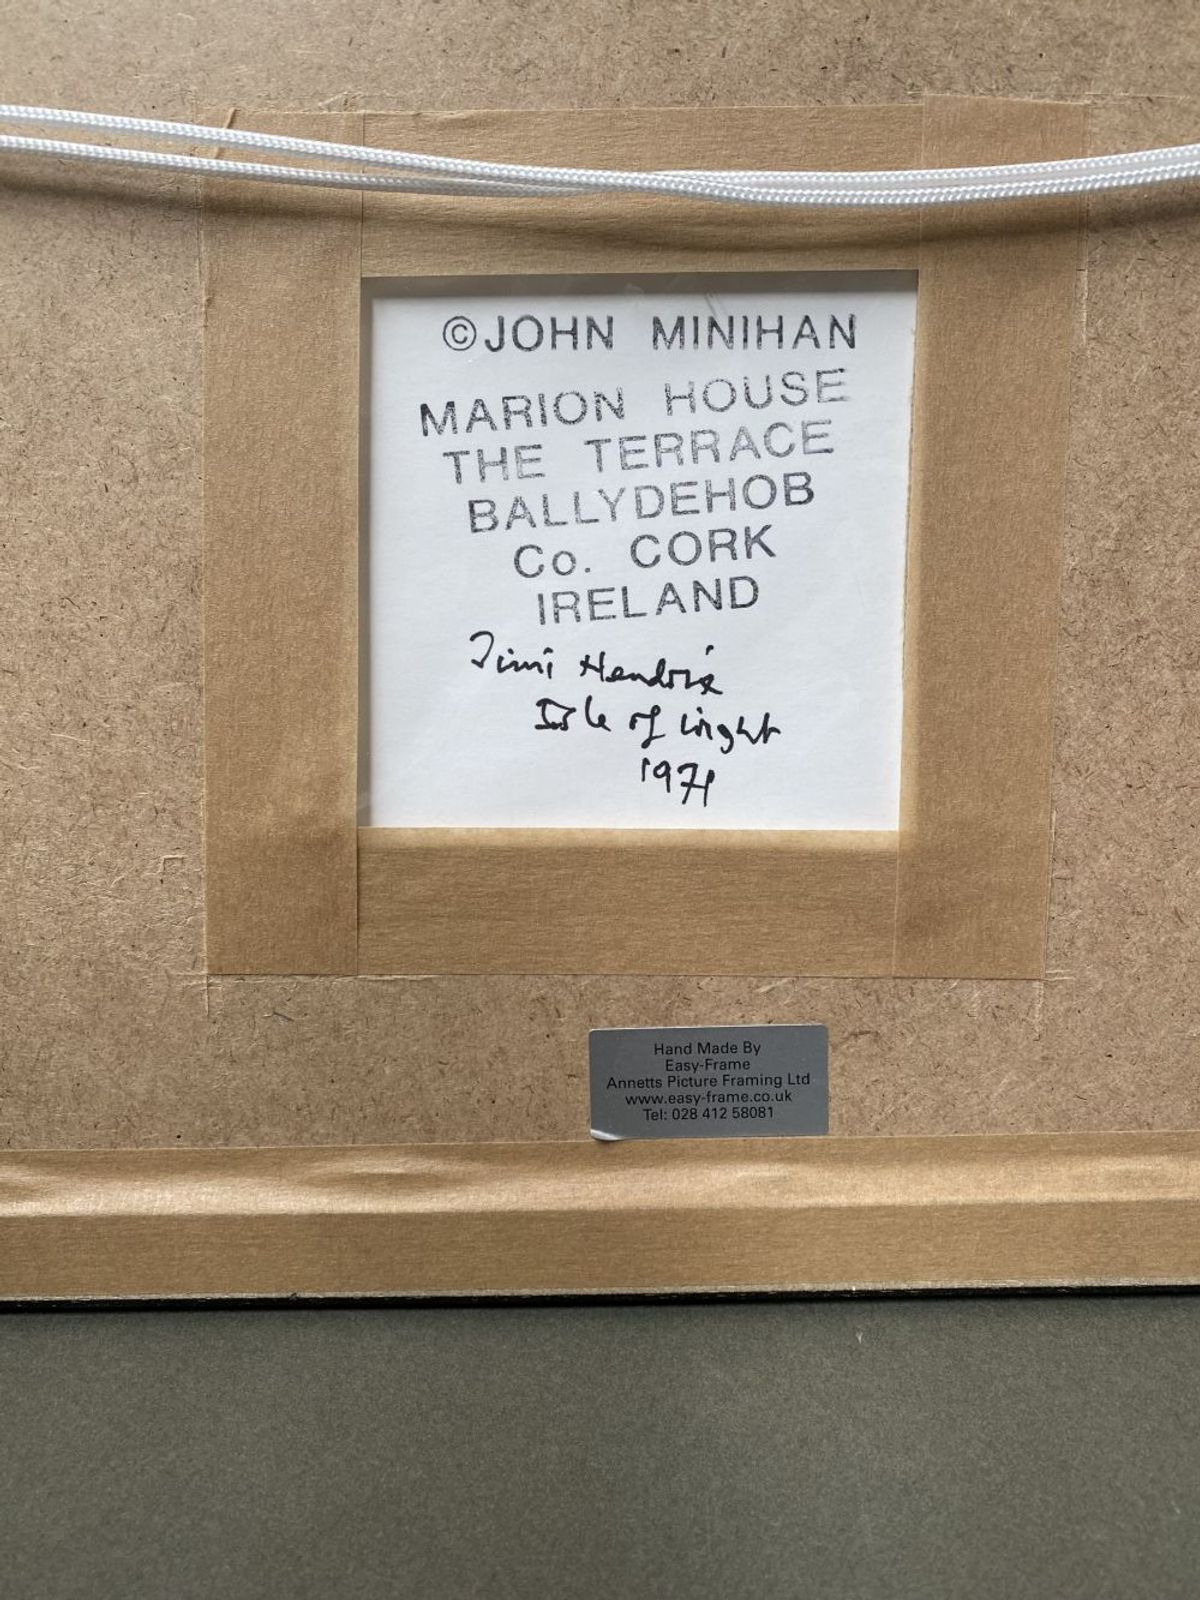 ©JOHN MINIHAN
MARION HOUSE
THE TERRACE
BALLYDEHOB
Co. CORK
IRELAND
Jimi Hendrix
Isle of Wight
1971
Hand Made By
Easy-Frame
Annetts Picture Framing Ltd
www.easy-frame.co.uk
Tel: 028 412 58081